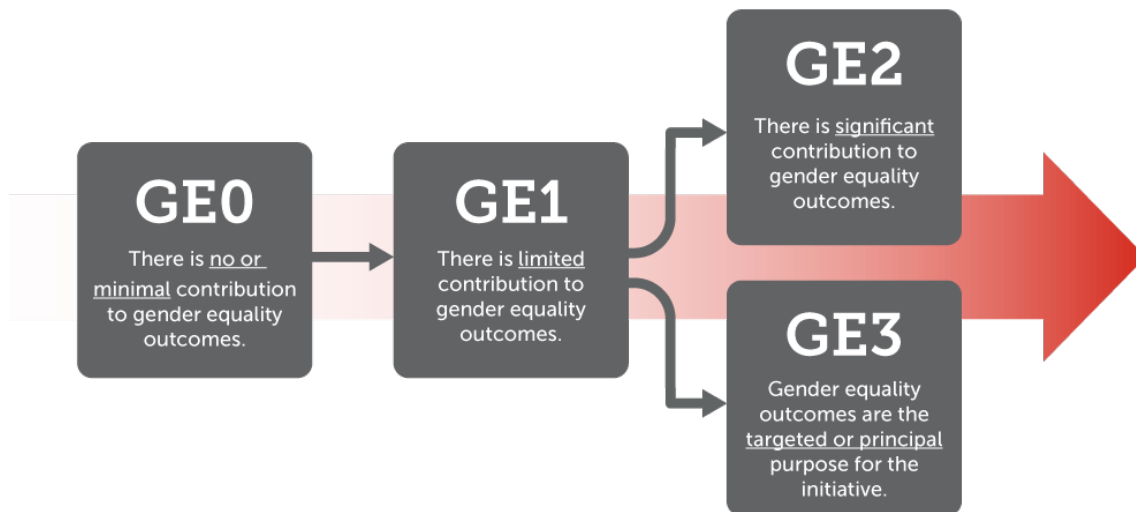 GE0
There is no or
minimal contribution
to gender equality
outcomes.
GE1
There is limited
contribution to
gender equality
outcomes.
GE2
There is significant
contribution to
gender equality
outcomes.
GE3
Gender equality
outcomes are the
targeted or principal
purpose for the
initiative.